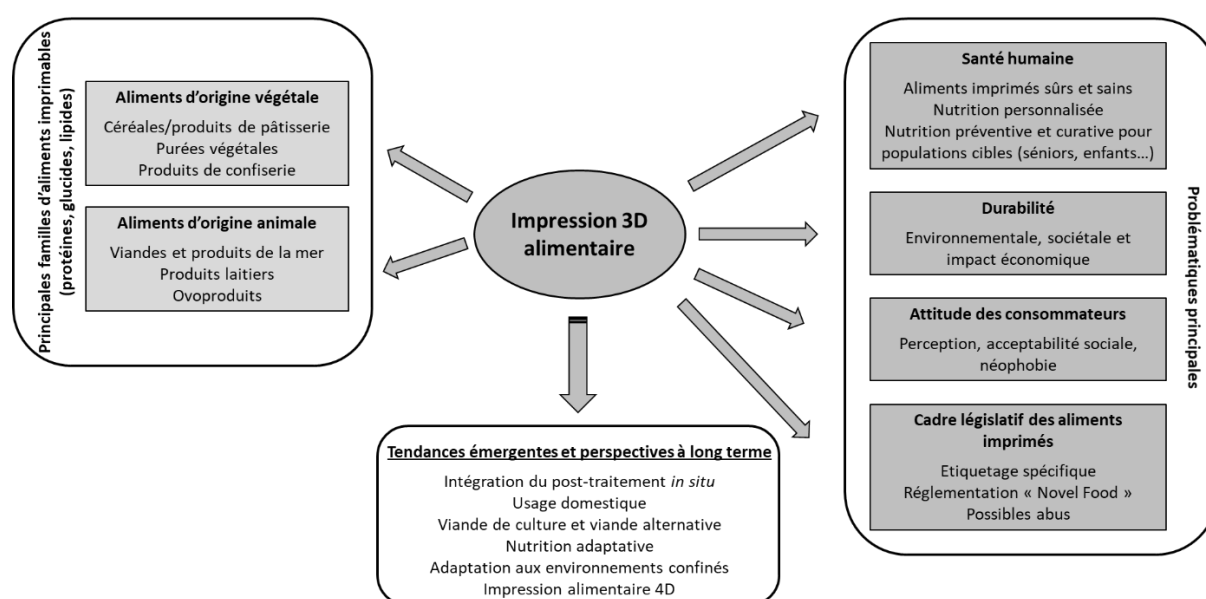 Principales familles d'aliments imprimables
(protéines, glucides, lipides)
Aliments d'origine végétale
Céréales/produits de pâtisserie
Purées végétales
Produits de confiserie
Aliments d'origine animale
Viandes et produits de la mer
Produits laitiers
Ovoproduits
Impression 3D
alimentaire
Tendances émergentes et perspectives à long terme
Intégration du post-traitement in situ
Usage domestique
Viande de culture et viande alternative
Nutrition adaptative
Adaptation aux environnements confinés
Impression alimentaire 4D
Problématiques principales
Santé humaine
Aliments imprimés sûrs et sains
Nutrition personnalisée
Nutrition préventive et curative pour
populations cibles (séniors, enfants…)
Durabilité
Environnementale, sociétale et
impact économique
Attitude des consommateurs
Perception, acceptabilité sociale,
néophobie
Cadre législatif des aliments
imprimés
Etiquetage spécifique
Réglementation « Novel Food »
Possibles abus